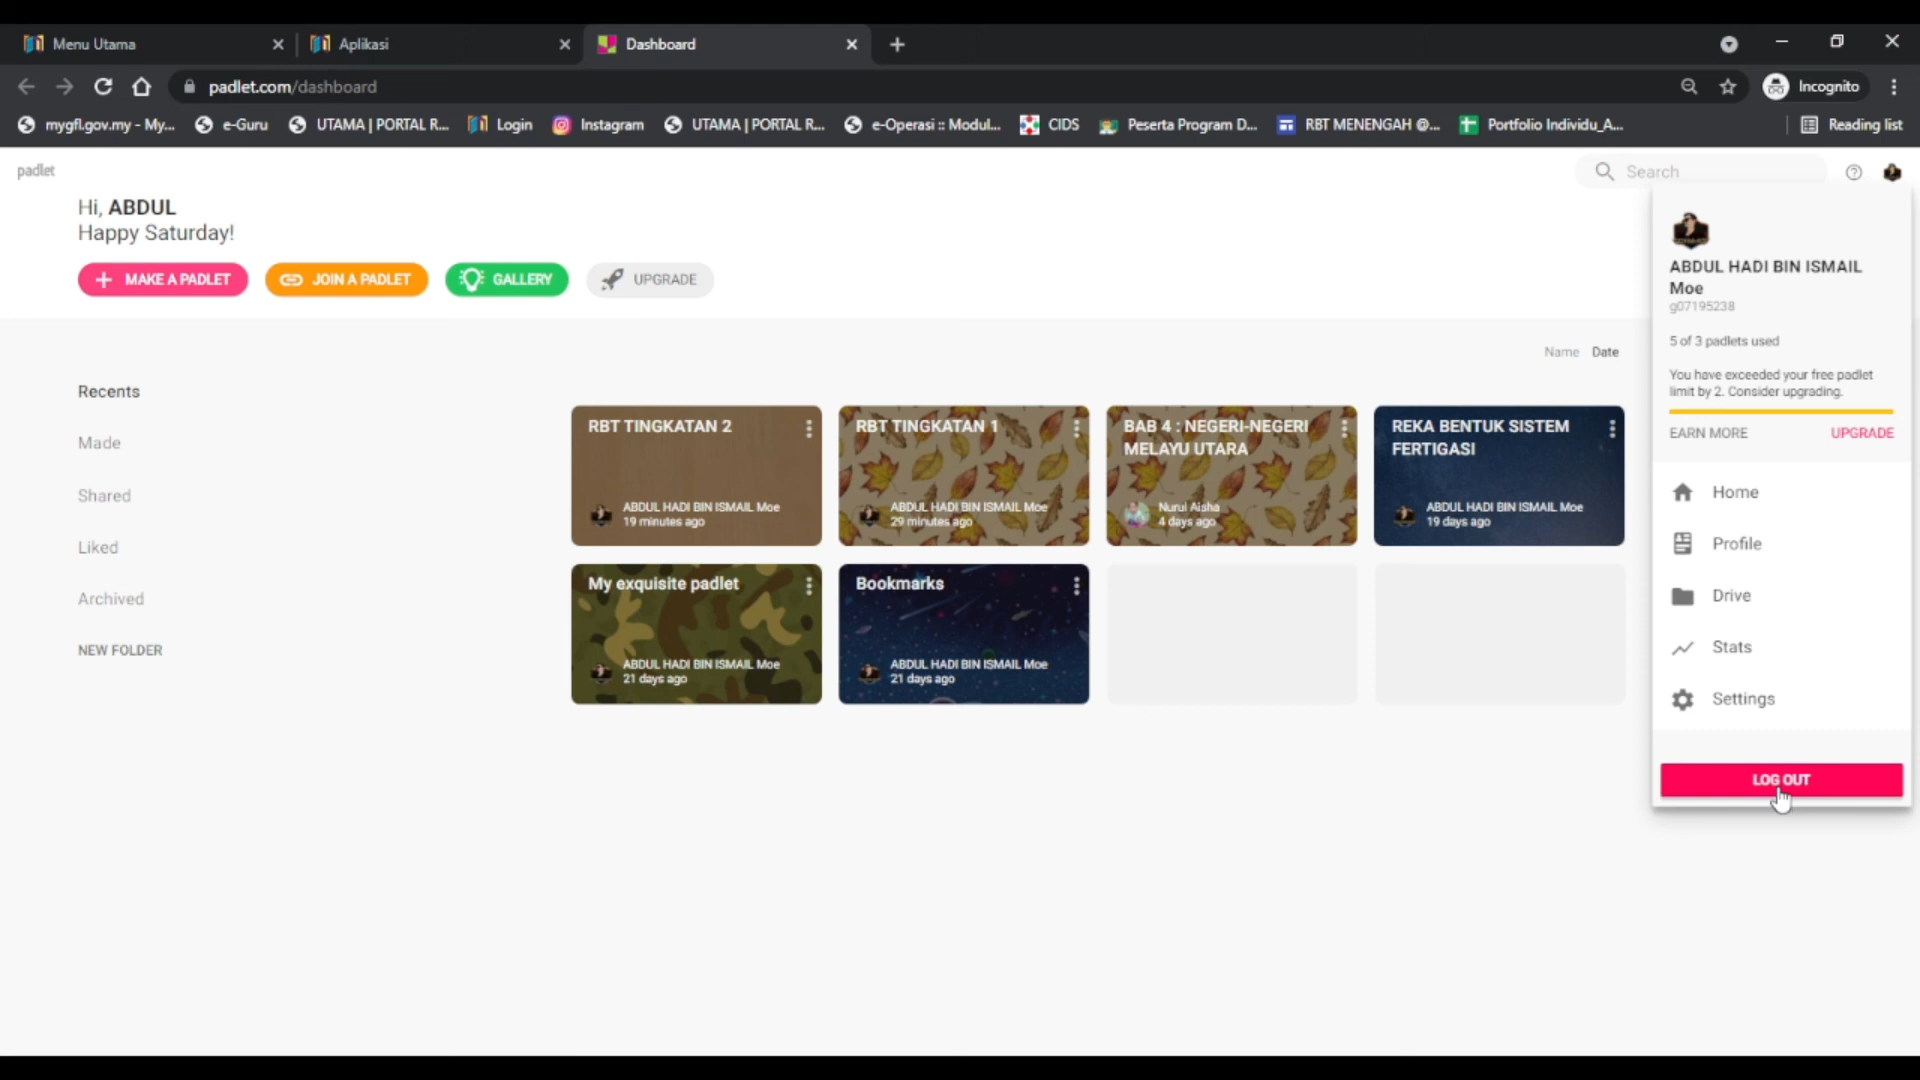 Menu Utama
Aplikasi
Dashboard
padlet.com/dashboard
Incognito
mygfl.gov.my - My...
e-Guru
UTAMA | PORTAL R...
Login
Instagram
UTAMA | PORTAL R...
e-Operasi :: Modul...
CIDS
Peserta Program D...
RBT MENENGAH @...
Portfolio Individu_A...
Reading list
padlet
Search
Hi, ABDUL
Happy Saturday!
MAKE A PADLET
JOIN A PADLET
GALLERY
UPGRADE
Name Date
Recents
Made
Shared
Liked
Archived
NEW FOLDER
RBT TINGKATAN 2
ABDUL HADI BIN ISMAIL Moe
19 minutes ago
RBT TINGKATAN 1
ABDUL HADI BIN ISMAIL Moe
29 minutes ago
BAB 4 : NEGERI-NEGERI
MELAYU UTARA
Nurul Aisha
4 days ago
REKA BENTUK SISTEM
FERTIGASI
ABDUL HADI BIN ISMAIL Moe
19 days ago
My exquisite padlet
ABDUL HADI BIN ISMAIL Moe
21 days ago
Bookmarks
ABDUL HADI BIN ISMAIL Moe
21 days ago
ABDUL HADI BIN ISMAIL
Moe
g07195238
5 of 3 padlets used
You have exceeded your free padlet
limit by 2. Consider upgrading.
EARN MORE
UPGRADE
Home
Profile
Drive
Stats
Settings
LOG OUT